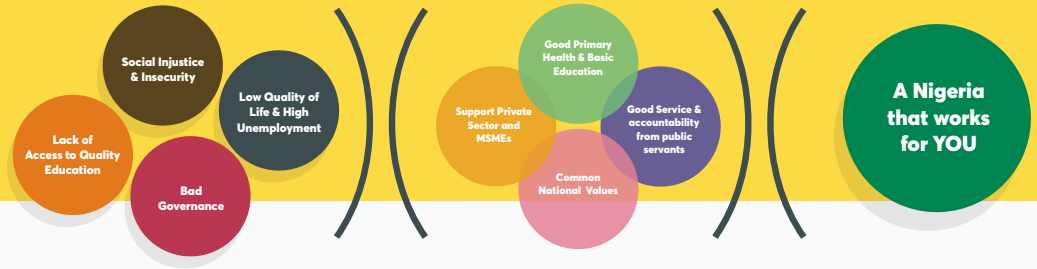 Social Injustice
& Insecurity
Low Quality of
Life & High
Unemployment
Lack of
Access to Quality
Education
Bad
Governance
Good Primary
Health & Basic
Education
Support Private
Sector and
MSMEs
Good Service &
accountability
from public
servants
Common
National Values
A Nigeria
that works
for YOU